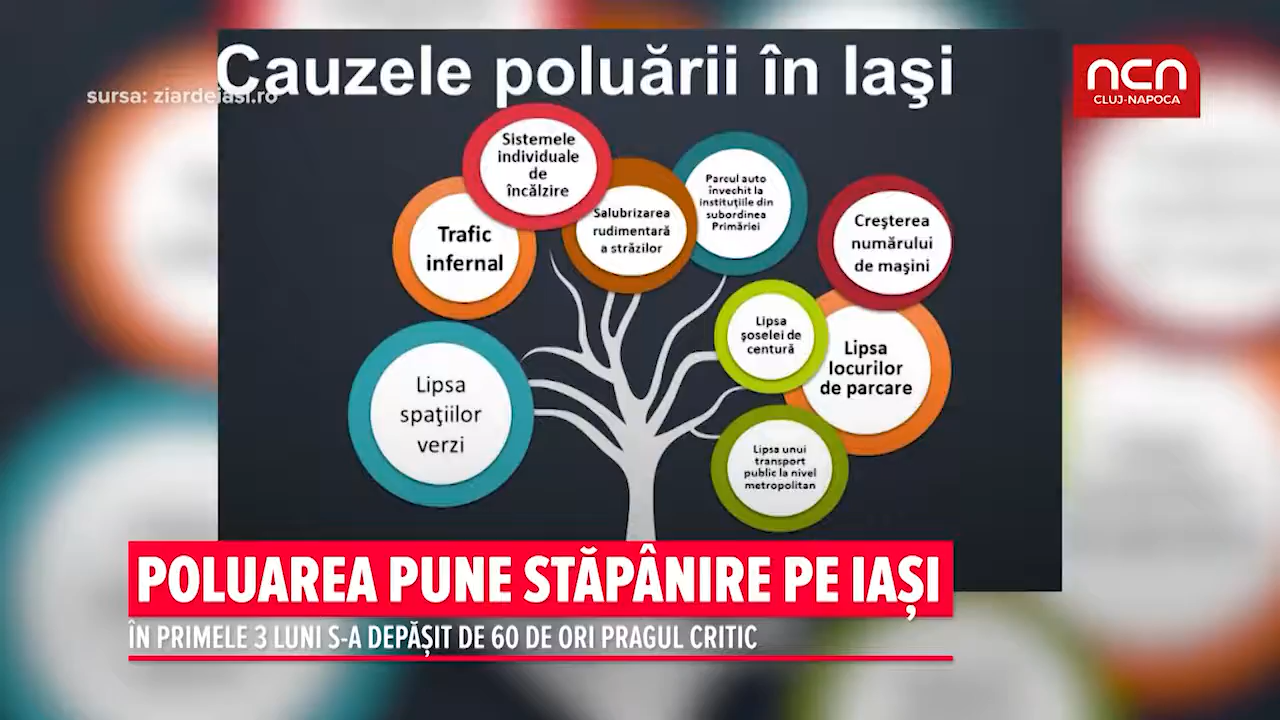 Cauzele poluării în Iaşi
sursa: ziardeiasi.ro
ncn
CLUJ-NAPOCA
Sistemele
individuale
de
încălzire
Trafic
infernal
Salubrizarea
rudimentară
a străzilor
Parcul auto
învechit la
instituţiile din
subordinea
Primăriei
Creşterea
numărului
de maşini
Lipsa
şoselei de
centură
Lipsa
locurilor
de parcare
Lipsa
spaţiilor
verzi
Lipsa unui
transport
public la nivel
metropolitan
POLUAREA PUNE STĂPÂNIRE PE IAȘI
ÎN PRIMELE 3 LUNI S-A DEPĂȘIT DE 60 DE ORI PRAGUL CRITIC